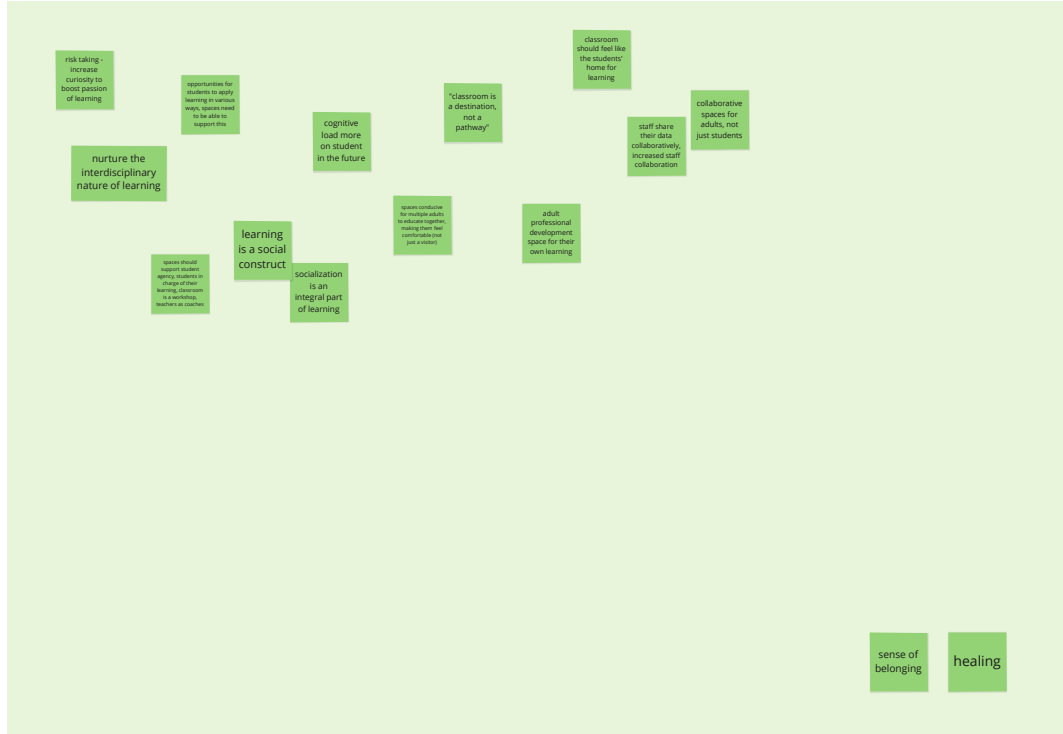 risk taking -
increase
curiosity to
boost passion
of learning
opportunities for
students to apply
learning in various
ways, spaces need
to be able to
support this
nurture the
interdisciplinary
nature of learning
cognitive
load more
on student
in the future
"classroom is
a destination,
not a
pathway"
classroom
should feel like
the students'
home for
learning
staff share
their data
collaboratively,
increased staff
collaboration
collaborative
spaces for
adults, not
just students
spaces conducive
for multiple adults
to educate together,
making them feel
comfortable (not
just a visitor)
adult
professional
development
space for their
own learning
learning
is a social
construct
socialization
is an
integral part
of learning
spaces should
support student
agency, students in
charge of their
learning, classroom
is a workshop,
teachers as coaches
sense of
belonging
healing